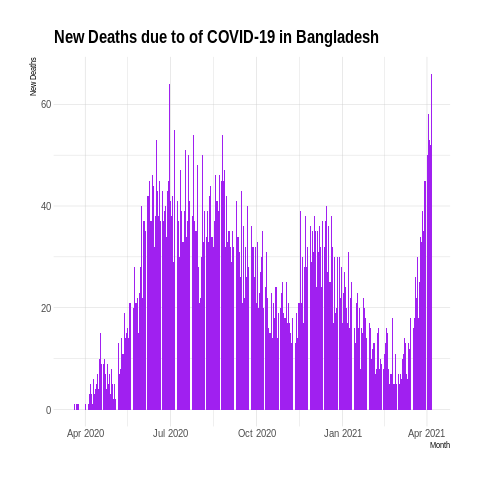 New Deaths due to of COVID-19 in Bangladesh
New Deaths
60
40
20
0
Apr 2020 Jul 2020 Oct 2020 Jan 2021 Apr 2021
Month